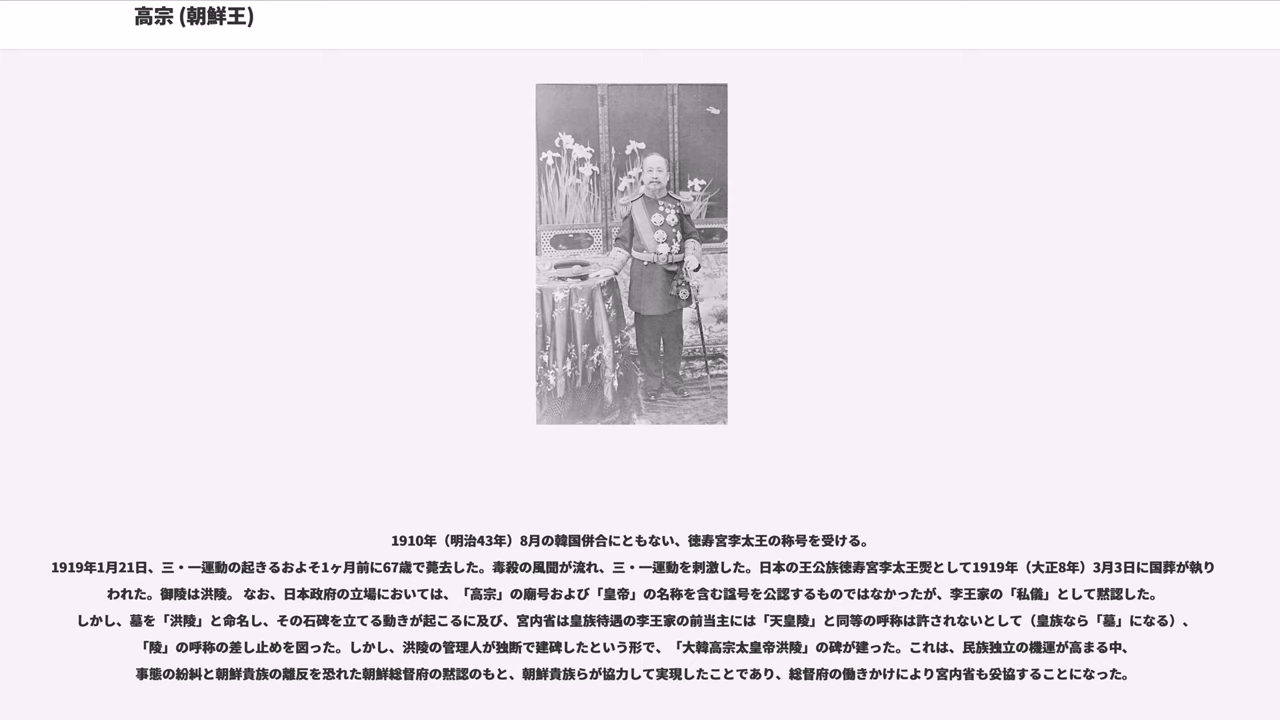 高宗 (朝鮮王)
1910年（明治43年）8月の韓国併合にともない、徳寿宮李太王の称号を受ける。
1919年1月21日、三・一運動の起きるおよそ1ヶ月前に67歳で薨去した。毒殺の風聞が流れ、三・一運動を刺激した。日本の王公族徳寿宮李太王㷩として1919年（大正8年）3月3日に国葬が執り
われた。御陵は洪陵。 なお、日本政府の立場においては、「高宗」の廟号および「皇帝」の名称を含む諡号を公認するものではなかったが、李王家の「私儀」として黙認した。
しかし、墓を「洪陵」と命名し、その石碑を立てる動きが起こるに及び、宮内省は皇族待遇の李王家の前当主には「天皇陵」と同等の呼称は許されないとして（皇族なら「墓」になる）、
「陵」の呼称の差し止めを図った。しかし、洪陵の管理人が独断で建碑したという形で、「大韓高宗太皇帝洪陵」の碑が建った。これは、民族独立の機運が高まる中、
事態の紛糾と朝鮮貴族の離反を恐れた朝鮮総督府の黙認のもと、朝鮮貴族らが協力して実現したことであり、総督府の働きかけにより宮内省も妥協することになった。